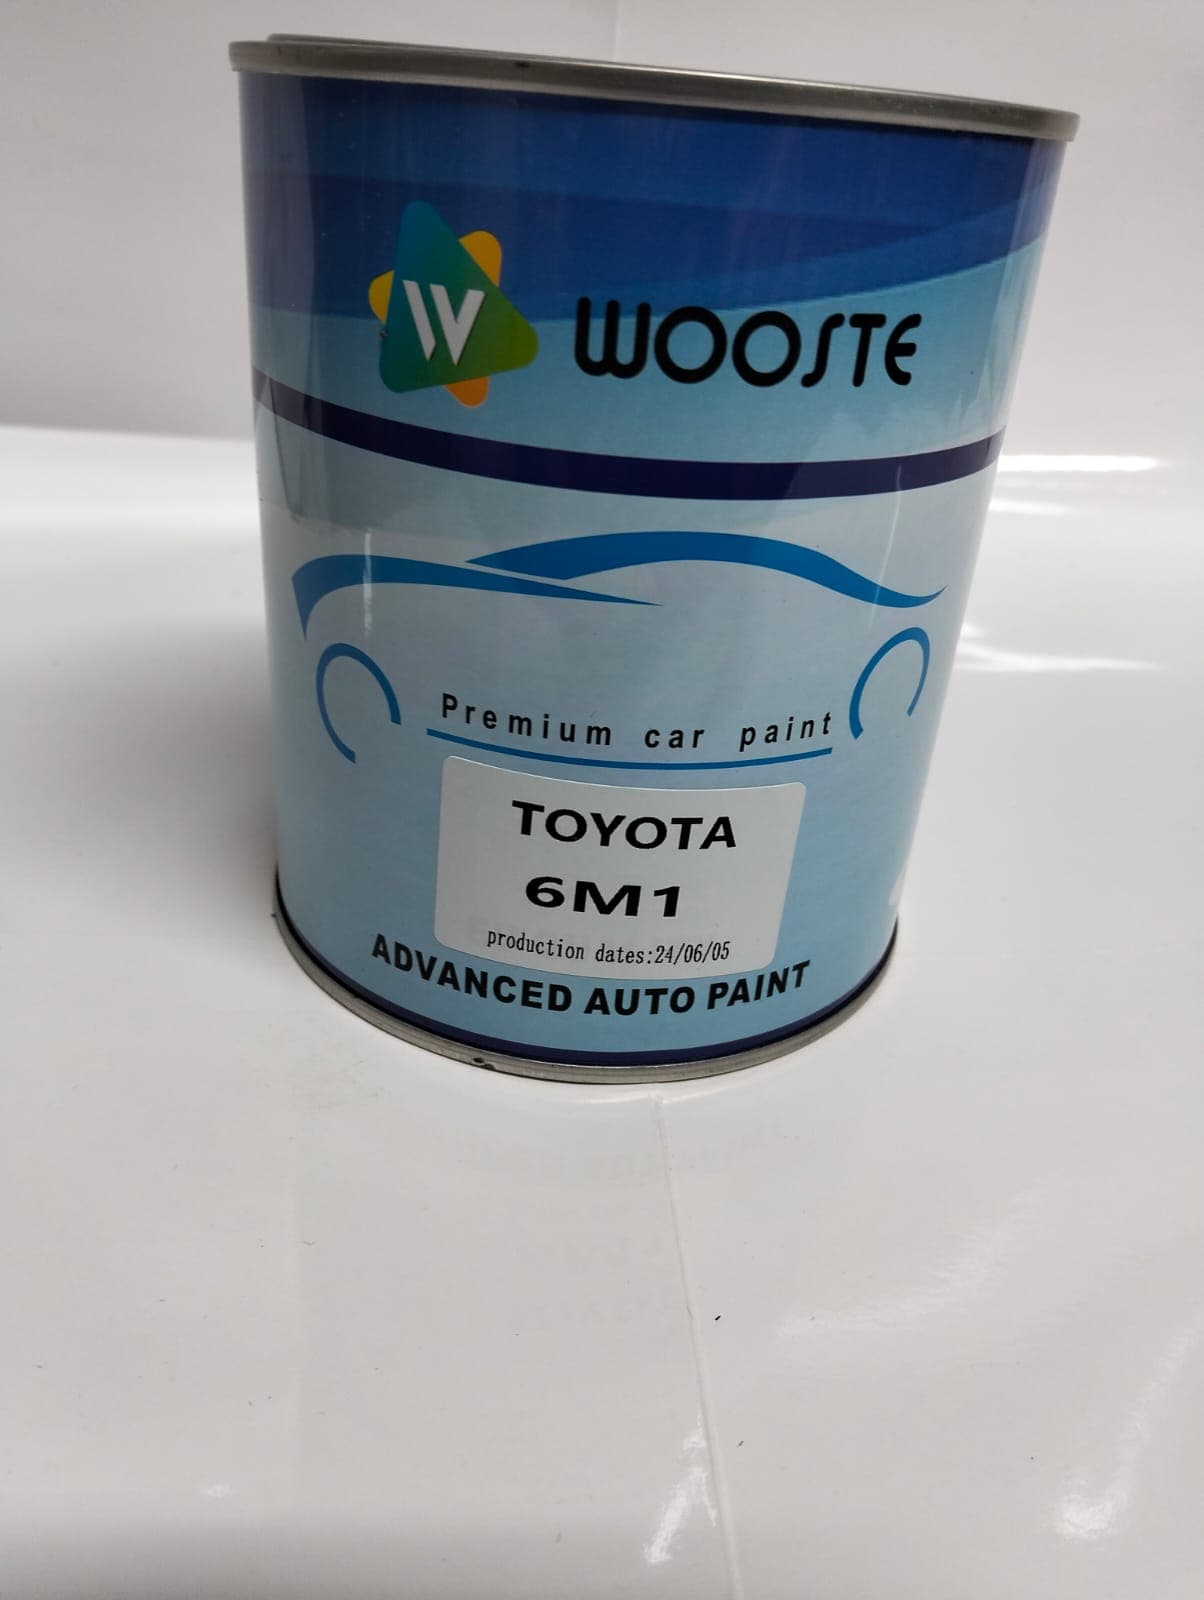 W WOOSTE
Premium car paint
TOYOTA
6M1
production dates:24/06/05
ADVANCED AUTO PAINT